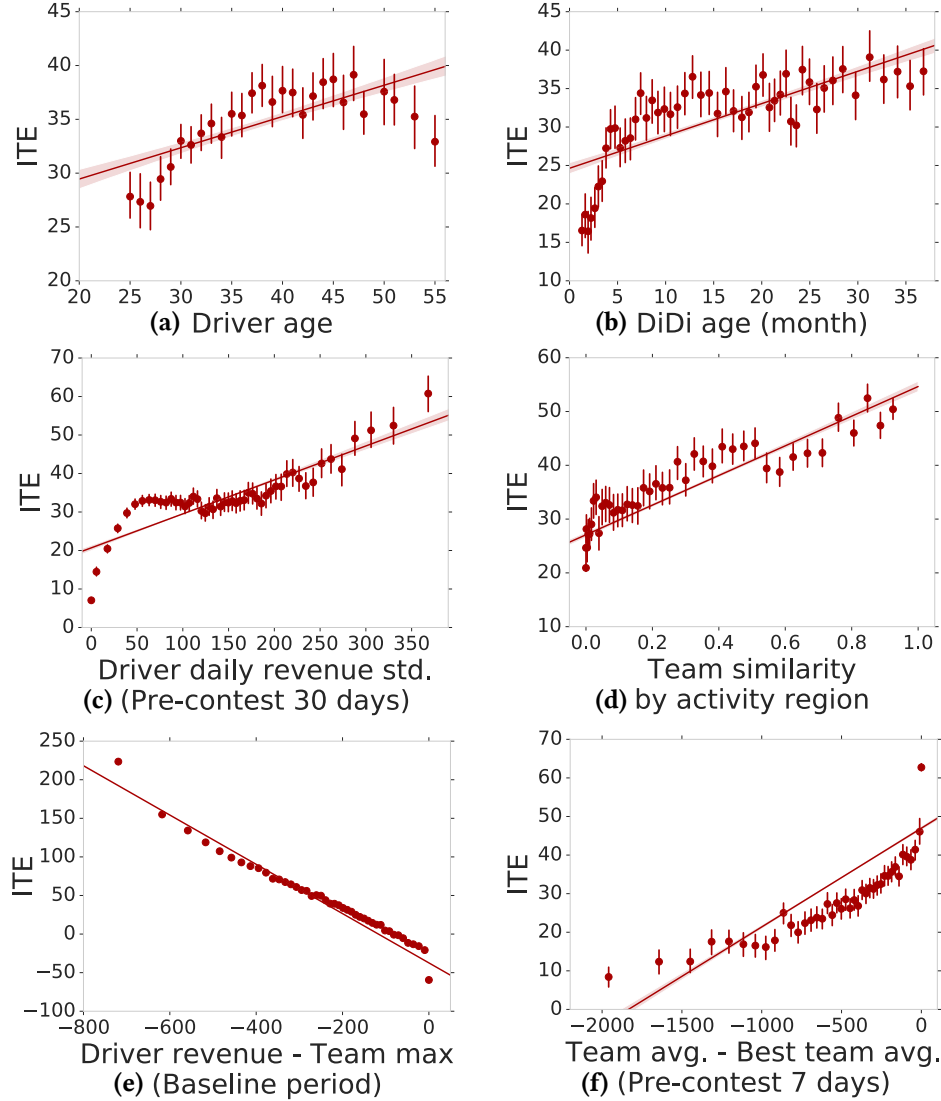 45
40
35
30
25
20
ITE
20 25 30 35 40 45 50 55
(a) Driver age
40
35
30
25
20
15
10
ITE
0 5 10 15 20 25 30 35
(b) DiDi age (month)
70
60
50
40
30
20
10
0
ITE
0 50 100 150 200 250 300 350
Driver daily revenue std.
(c) (Pre-contest 30 days)
60
50
40
30
20
10
ITE
0.0 0.2 0.4 0.6 0.8 1.0
Team similarity
(d) by activity region
250
200
150
100
50
0
−50
−100
ITE
−800 −600 −400 −200 0
Driver revenue - Team max
(e) (Baseline period)
70
60
50
40
30
20
10
0
ITE
−2000 −1500 −1000 −500 0
Team avg. - Best team avg.
(f) (Pre-contest 7 days)